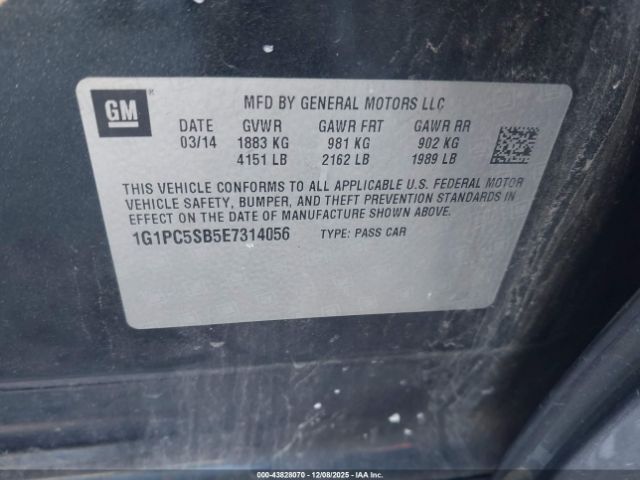 GM
MFD BY GENERAL MOTORS LLC
DATE GVWR GAWR FRT GAWR RR
03/14 1883 KG 981 KG 902 KG
4151 LB 2162 LB 1989 LB
THIS VEHICLE CONFORMS TO ALL APPLICABLE U.S. FEDERAL MOTOR
VEHICLE SAFETY, BUMPER, AND THEFT PREVENTION STANDARDS IN
EFFECT ON THE DATE OF MANUFACTURE SHOWN ABOVE.
1G1PC5SB5E7314056 TYPE: PASS CAR
000-43828070 | 12/08/2025 | IAA Inc.